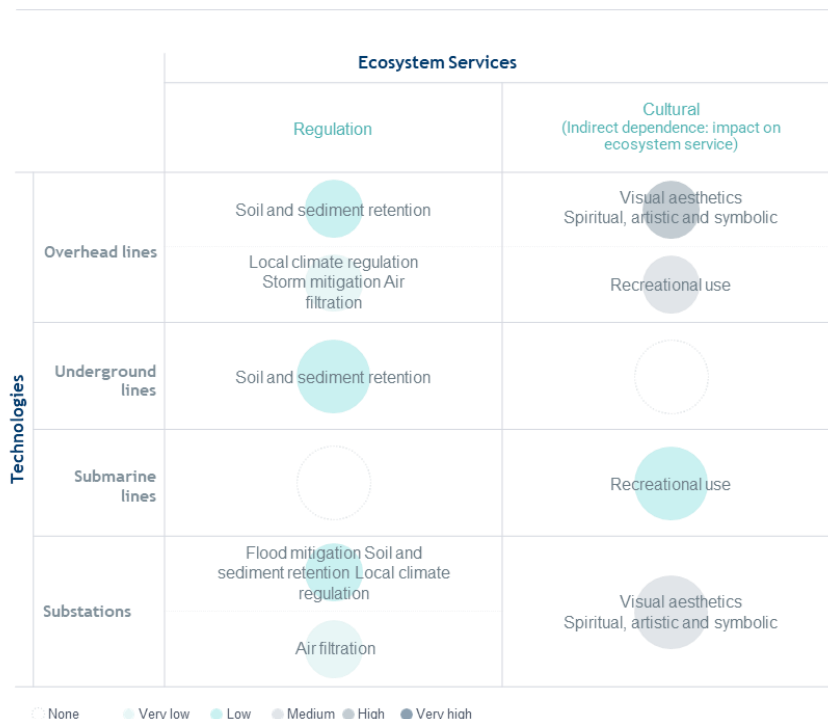 Ecosystem Services
Regulation
Cultural
(Indirect dependence: impact on
ecosystem service)
Technologies
Overhead lines
Soil and sediment retention
Visual aesthetics
Spiritual, artistic and symbolic
Local climate regulation
Storm mitigation Air
filtration
Recreational use
Underground
lines
Soil and sediment retention
Submarine
lines
Recreational use
Substations
Flood mitigation Soil and
sediment retention Local climate
regulation
Air filtration
Visual aesthetics
Spiritual, artistic and symbolic
None Very low Low Medium High Very high